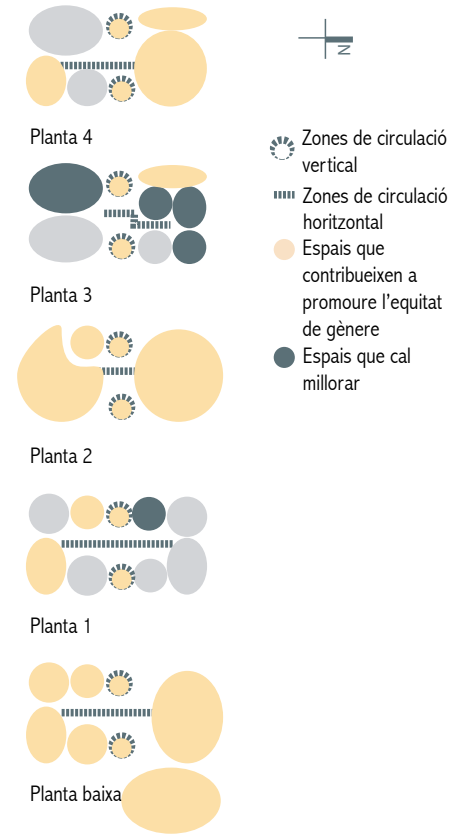 N
Planta 4
Zones de circulació
vertical
Zones de circulació
horitzontal
Espais que
contribueixen a
promoure l'equitat
de gènere
Espais que cal
millorar
Planta 3
Planta 2
Planta 1
Planta baixa